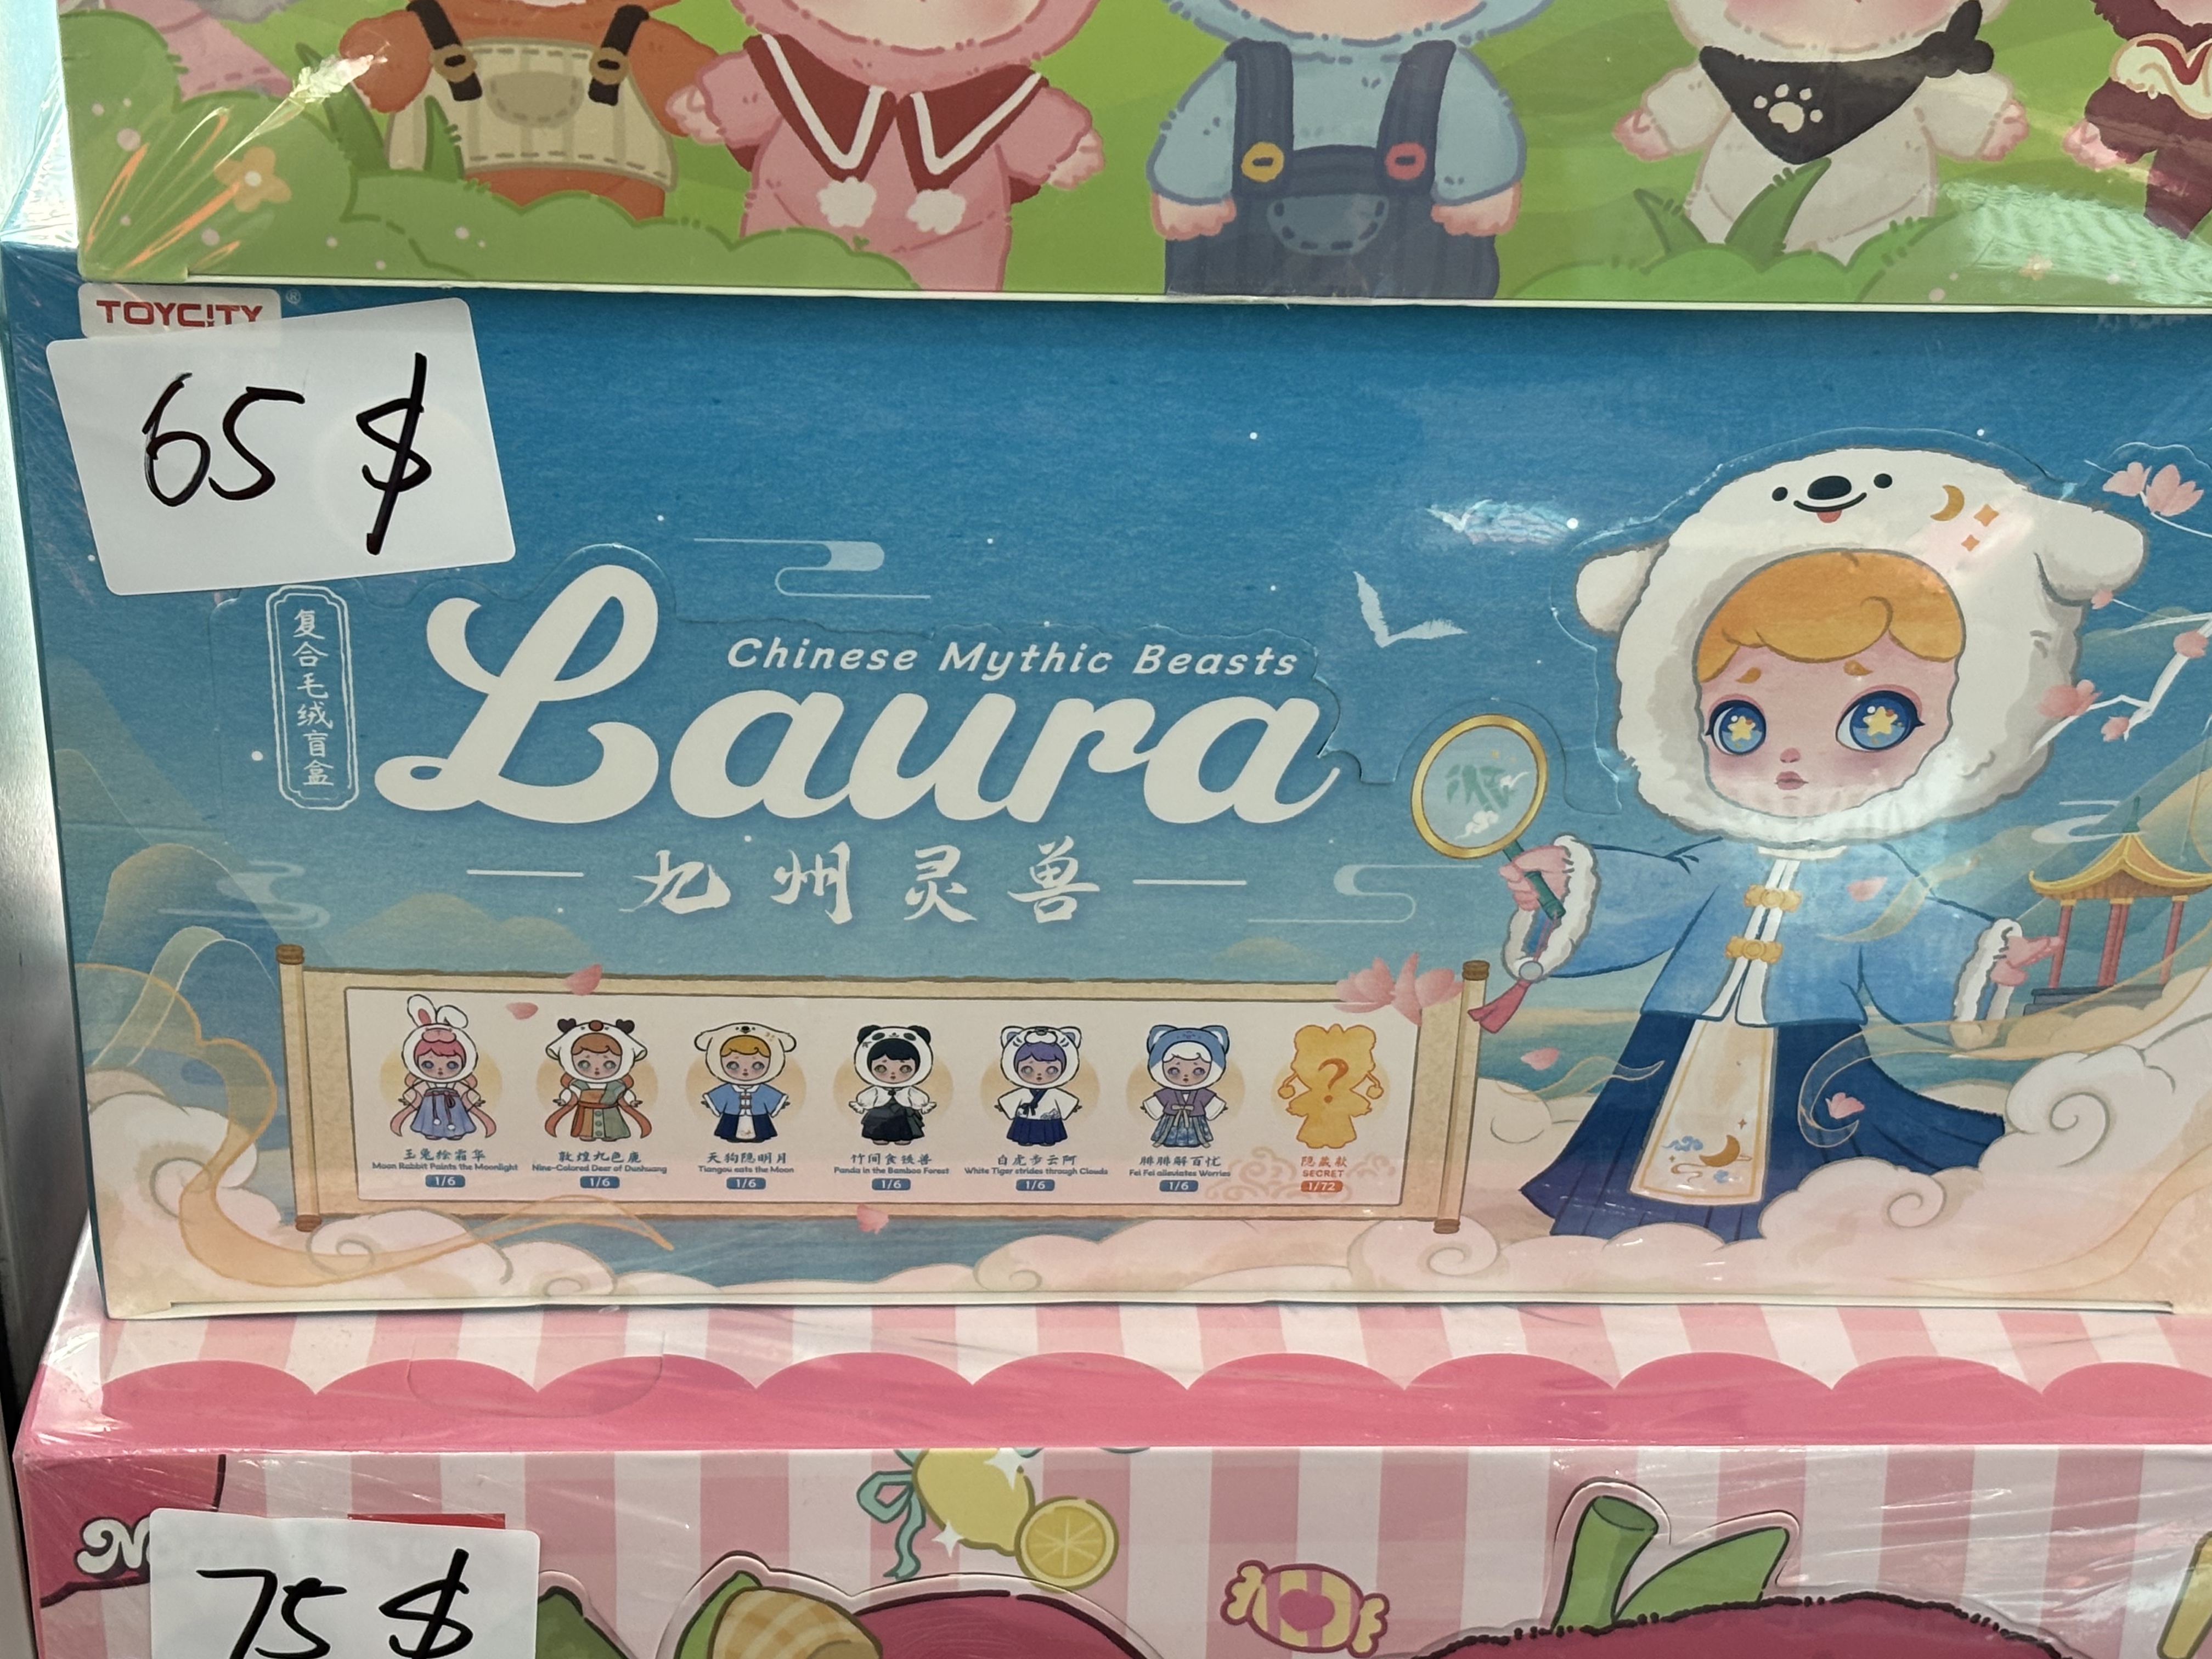 TOYCITY
®
65 $
复合毛绒盲盒
Chinese Mythic Beasts
Laura
九州灵兽
玉兔绘霜华
Moon Rabbit Paints the Moonlight
1/6
敦煌九色鹿
Nine-Colored Deer of Dunhuang
1/6
天狗隐明月
Tiangou eats the Moon
1/6
竹间食铁兽
Panda in the Bamboo Forest
1/6
白虎步云阿
White Tiger strides through Clouds
1/6
腓腓解百忧
Fei Fei alleviates Worries
1/6
?
隐藏款
SECRET
1/72
75 $